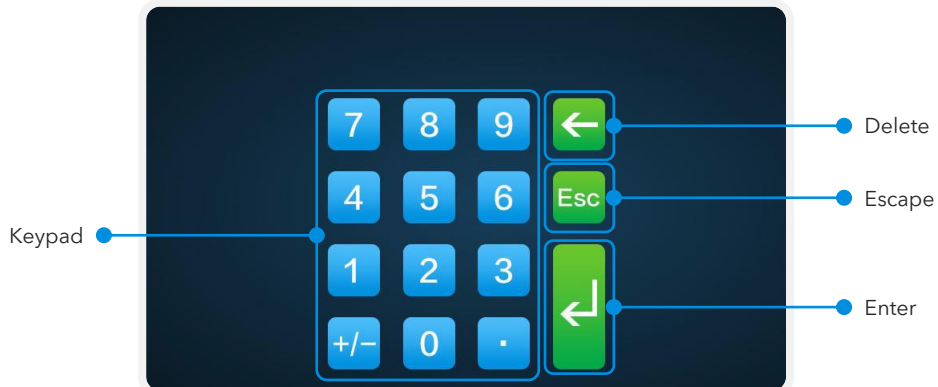 7 8 9
Delete
4 5 6 Esc
Escape
Keypad
1 2 3
Enter
+/− 0 .